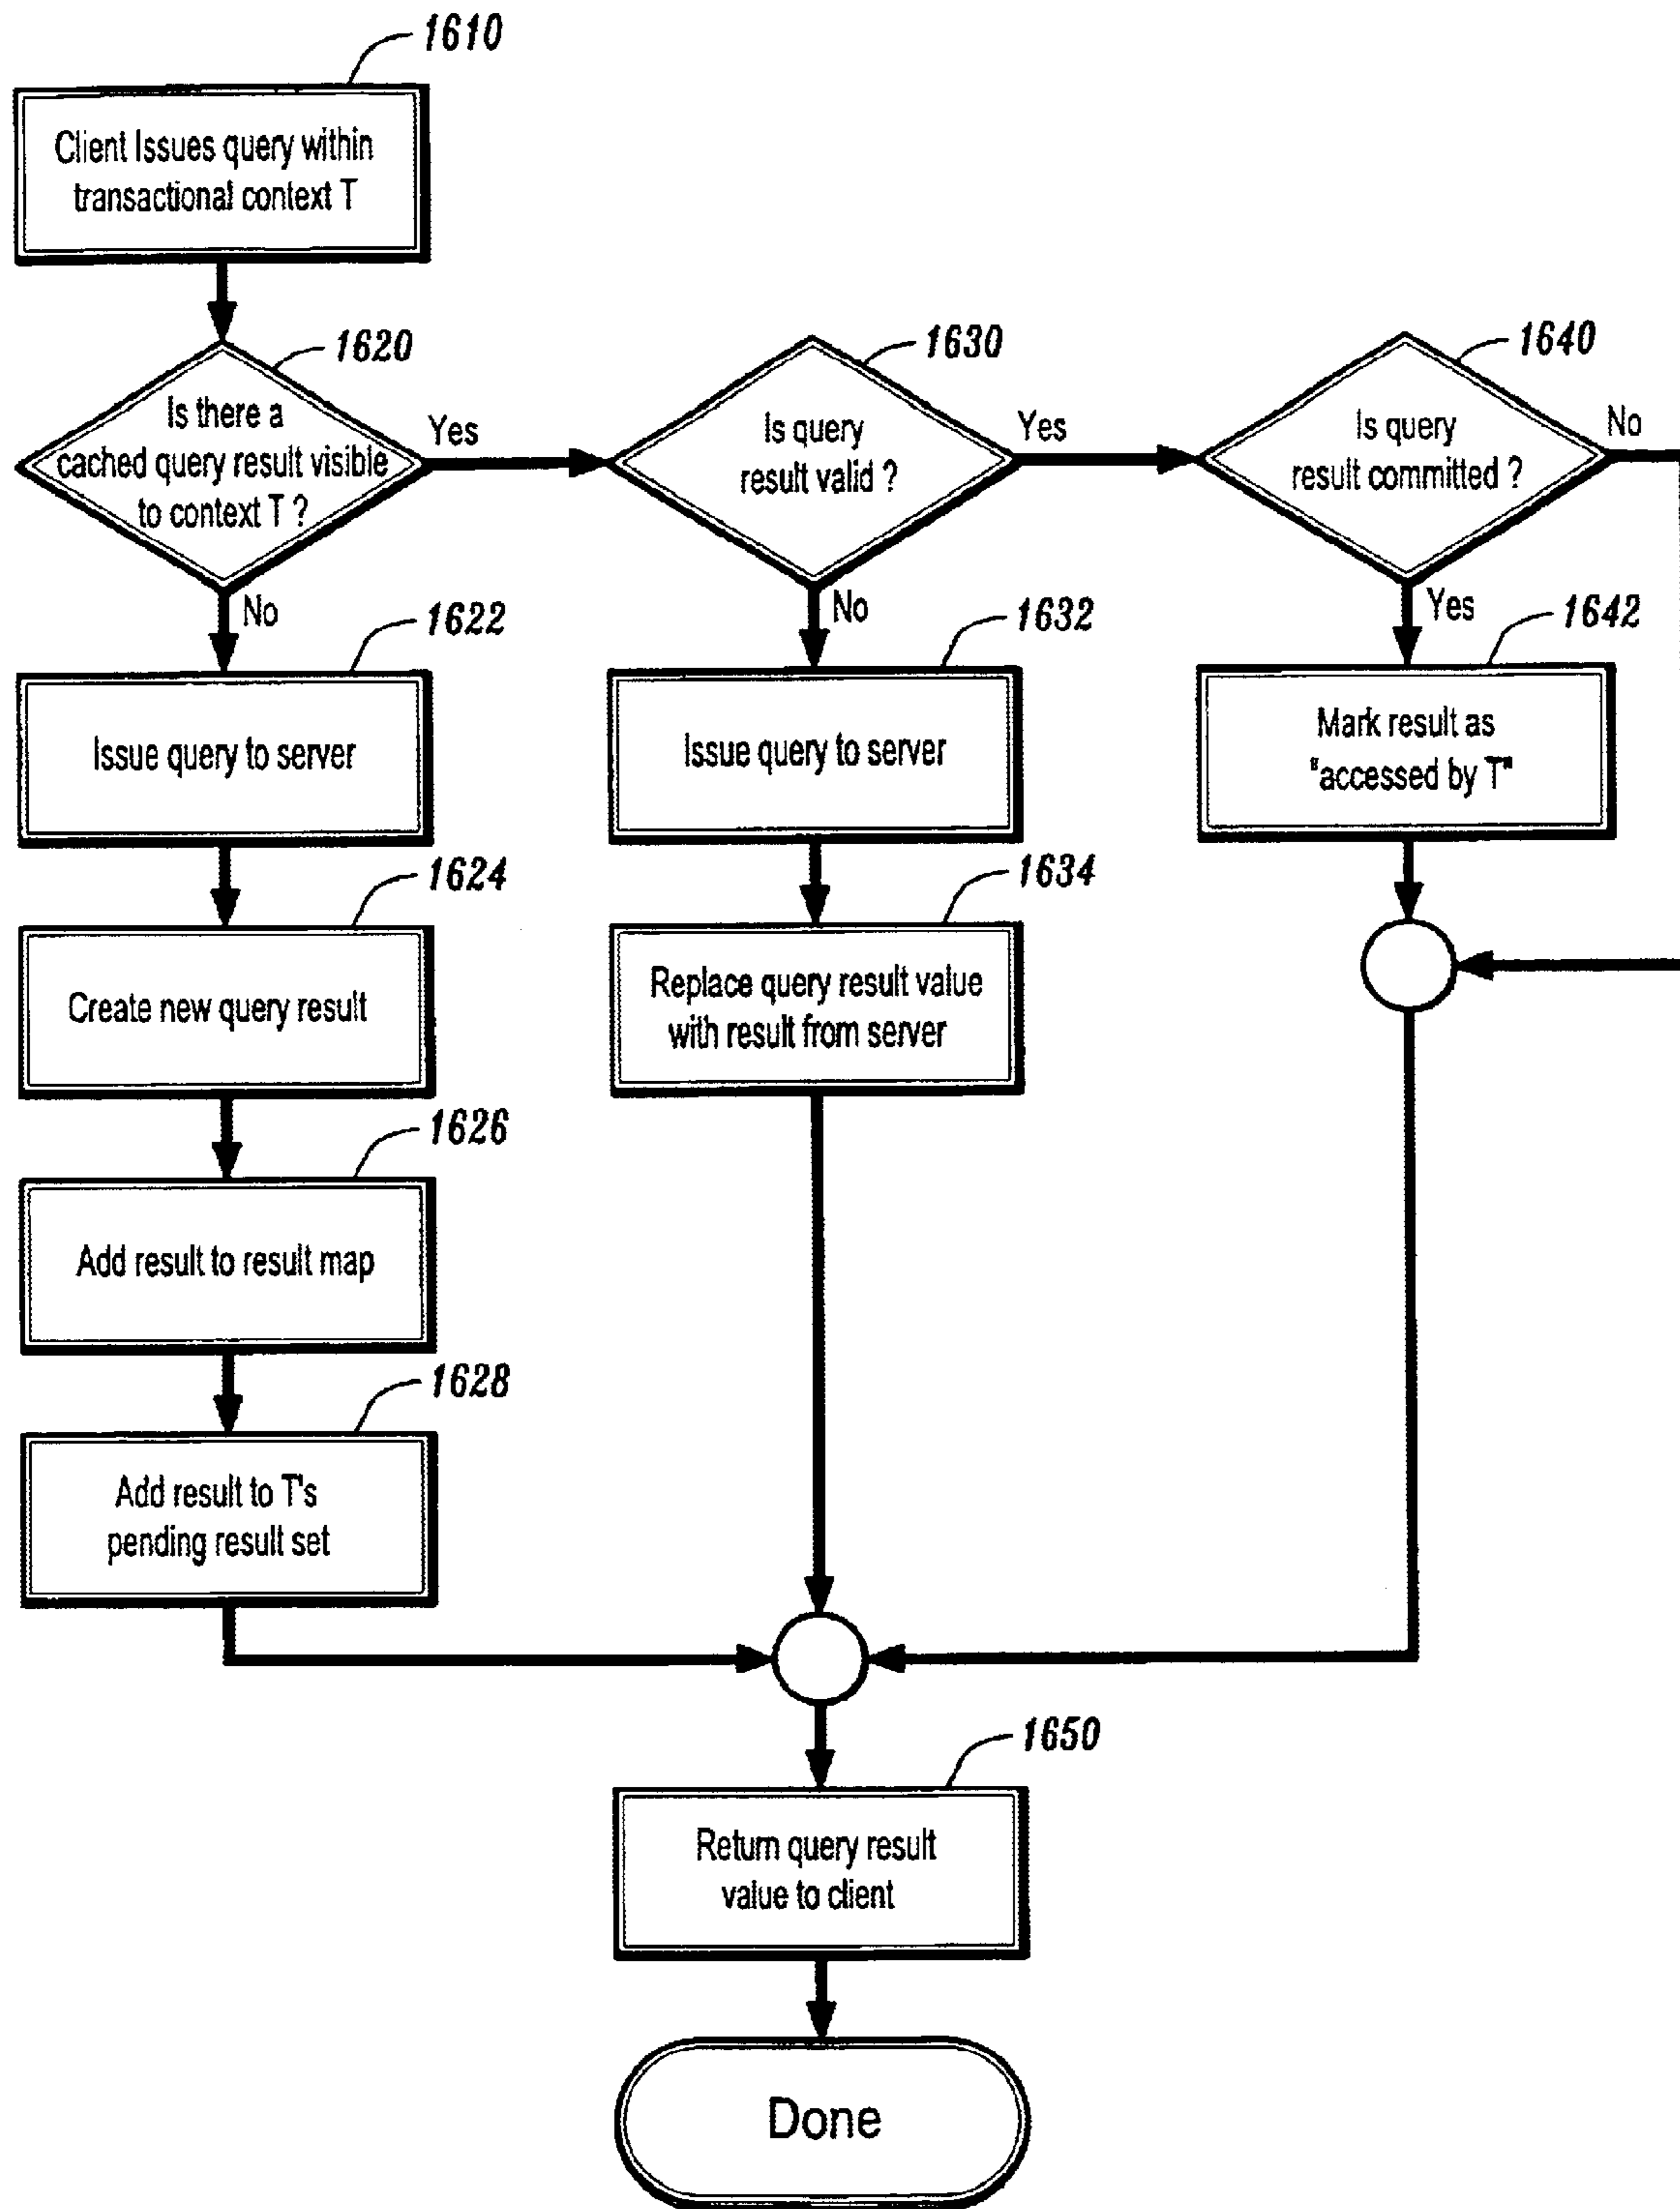 1610
Client Issues query within
transactional context T
1620
Is there a
cached query result visible
to context T ?
Yes
No
1630
Is query
result valid ?
Yes
No
1640
Is query
result committed ?
No
Yes
1622
Issue query to server
1632
Issue query to server
1642
Mark result as
"accessed by T"
1624
Create new query result
1634
Replace query result value
with result from server
1626
Add result to result map
1628
Add result to T's
pending result set
1650
Return query result
value to client
Done